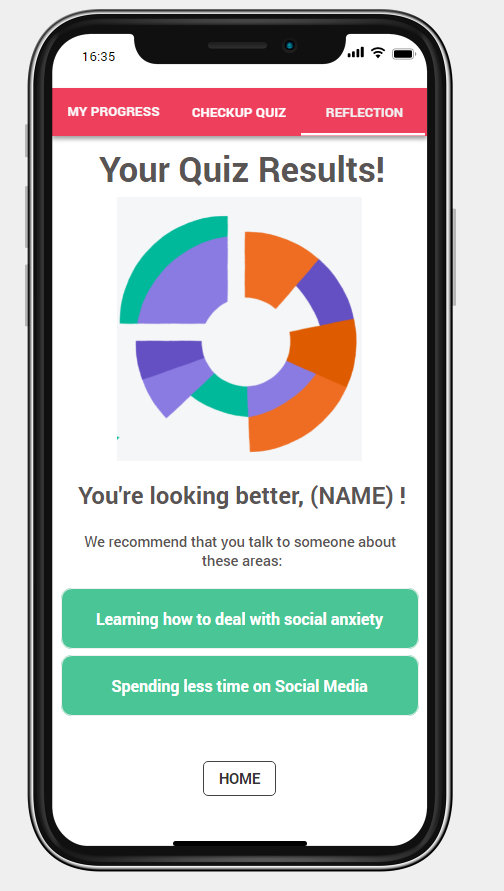 16:35
MY PROGRESS CHECKUP QUIZ REFLECTION
Your Quiz Results!
You're looking better, (NAME) !
We recommend that you talk to someone about
these areas:
Learning how to deal with social anxiety
Spending less time on Social Media
HOME